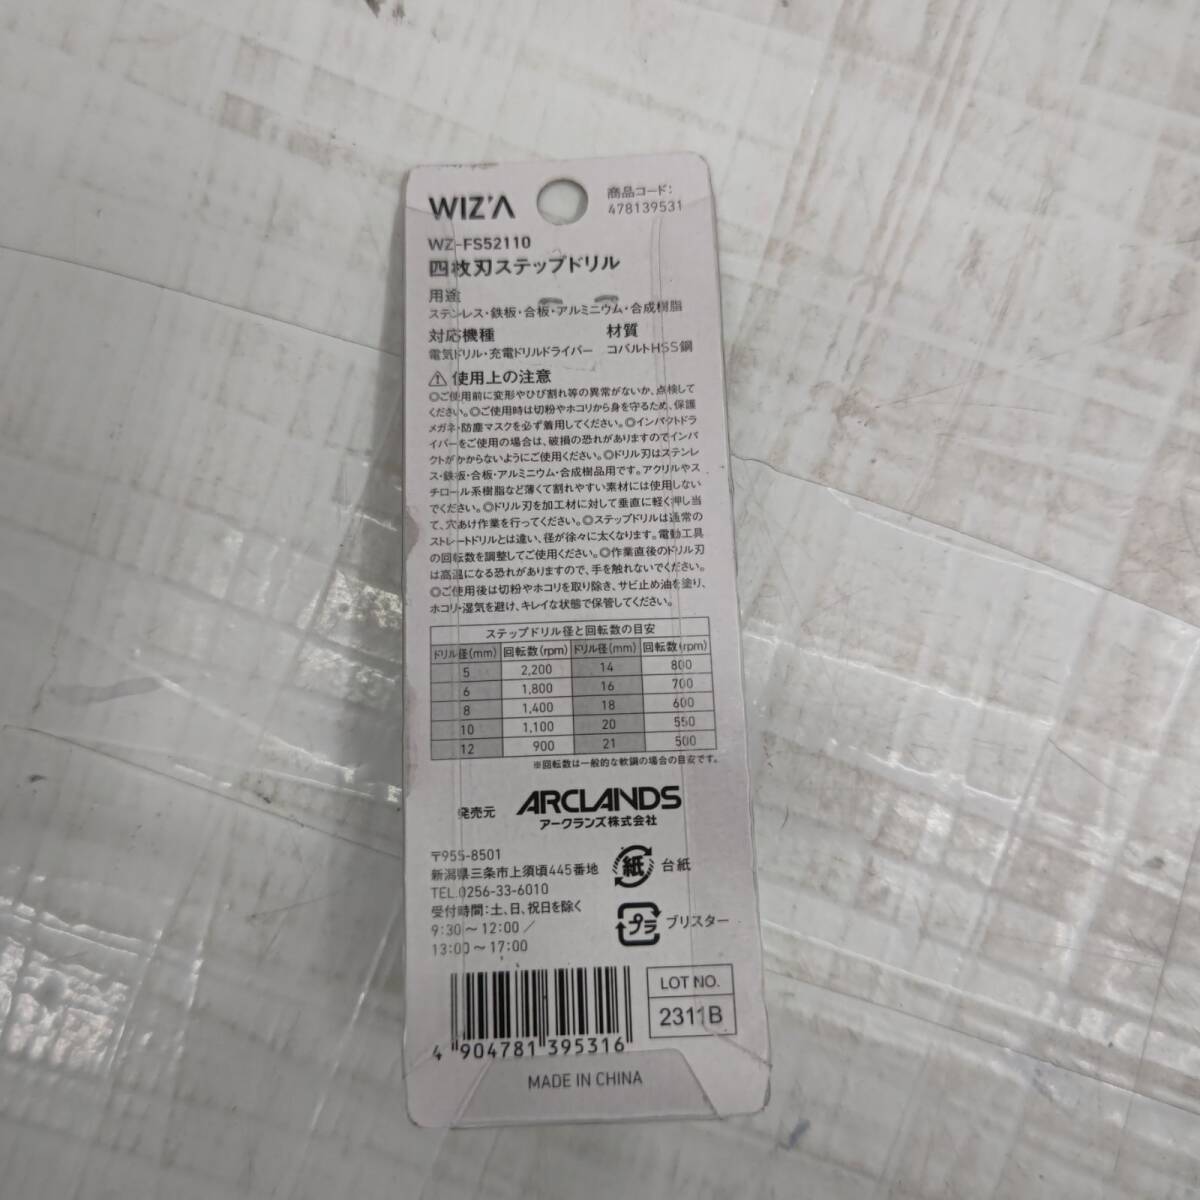 WIZ'A
商品コード:
478139531
WZ-FS52110
四枚刃ステップドリル
用途
ステンレス・鉄板・合板・アルミニウム・合成樹脂
対応機種
電気ドリル・充電ドリルドライバー
材質
コバルトHSS鋼
⚠ 使用上の注意
◎ご使用前に変形やひび割れ等の異常がないか、点検して
ください。◎ご使用時は切粉やホコリから身を守るため、保護
メガネ・防塵マスクを必ず着用してください。◎インパクトドラ
イバーをご使用の場合は、破損の恐れがありますのでインパ
クトがかからないようにご使用ください。◎ドリル刃はステンレ
ス・鉄板・合板・アルミニウム・合成樹品用です。アクリルやス
チロール系樹脂など薄くて割れやすい素材には使用しない
でください。◎ドリル刃を加工材に対して垂直に軽く押し当
て、穴あけ作業を行ってください。◎ステップドリルは通常の
ストレートドリルとは違い、径が徐々に太くなります。電動工具
の回転数を調整してご使用ください。◎作業直後のドリル刃
は高温になる恐れがありますので、手を触れないでください。
◎ご使用後は切粉やホコリを取り除き、サビ止め油を塗り、
ホコリ・湿気を避け、キレイな状態で保管してください。
ステップドリル径と回転数の目安
ドリル径(mm) 回転数(rpm) ドリル径(mm) 回転数(rpm)
5 2,200 14 800
6 1,800 16 700
8 1,400 18 600
10 1,100 20 550
12 900 21 500
※回転数は一般的な軟鋼の場合の目安です。
発売元 ARCLANDS
アークランズ株式会社
〒955-8501
新潟県三条市上須頃445番地
TEL.0256-33-6010
受付時間:土、日、祝日を除く
9:30〜12:00／
13:00〜17:00
紙 台紙
プラ ブリスター
LOT NO.
2311B
4 904781 395316
MADE IN CHINA